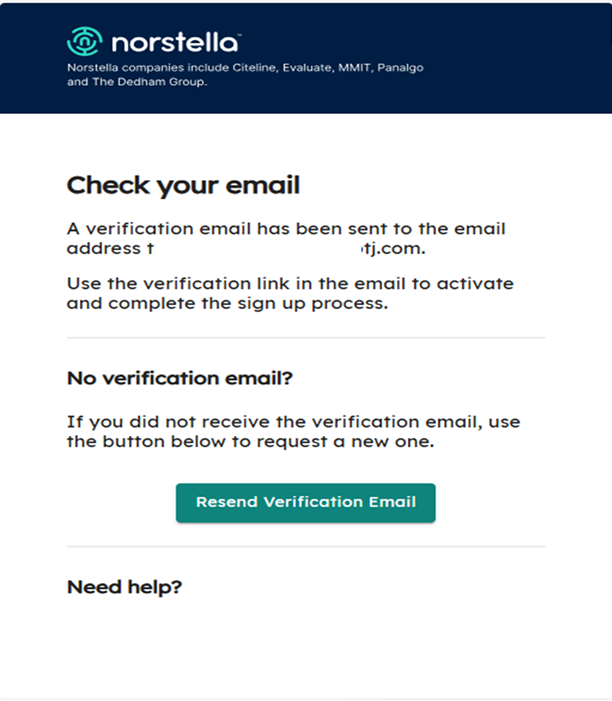 norstella
Norstella companies include Citeline, Evaluate, MMIT, Panalgo
and The Dedham Group.
Check your email
A verification email has been sent to the email
address t tj.com.
Use the verification link in the email to activate
and complete the sign up process.
No verification email?
If you did not receive the verification email, use
the button below to request a new one.
Resend Verification Email
Need help?